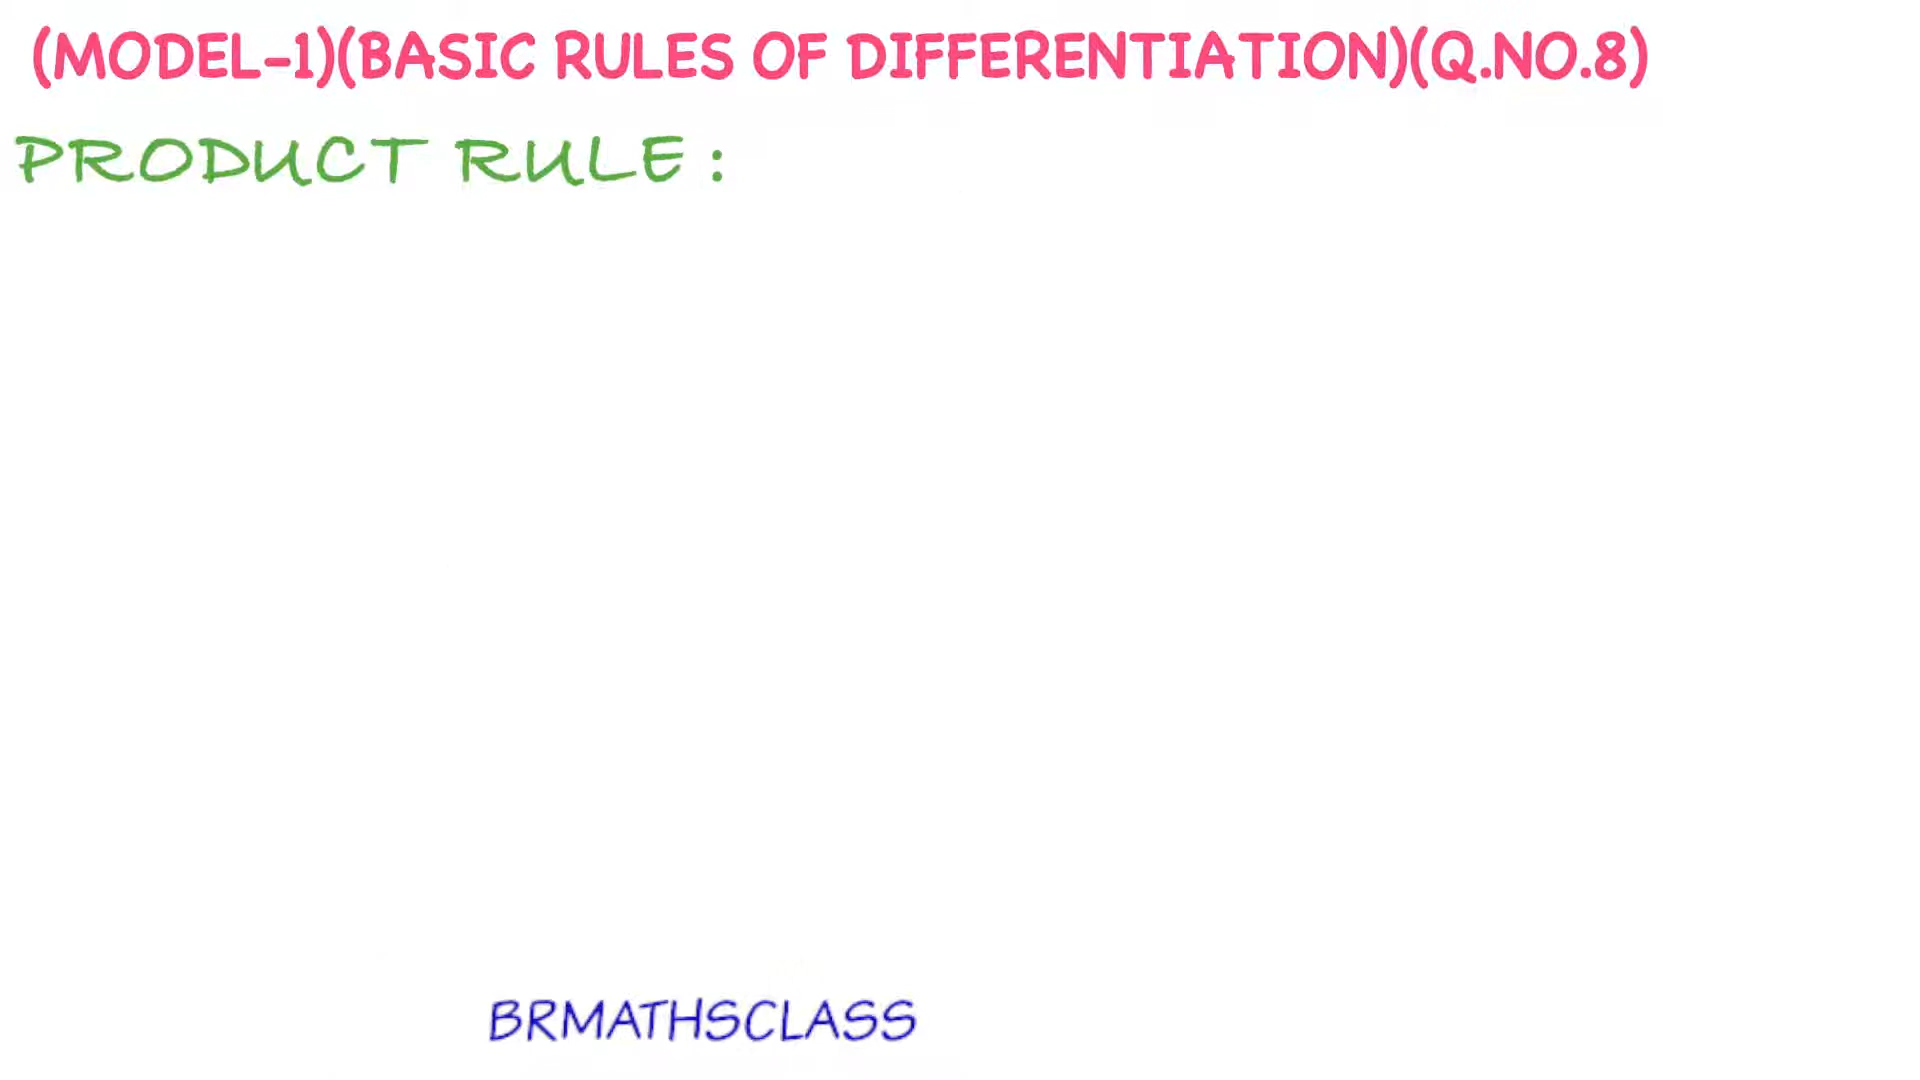 (MODEL-1)(BASIC RULES OF DIFFERENTIATION)(Q.NO.8)
PRODUCT RULE :
BRMATHSCLASS